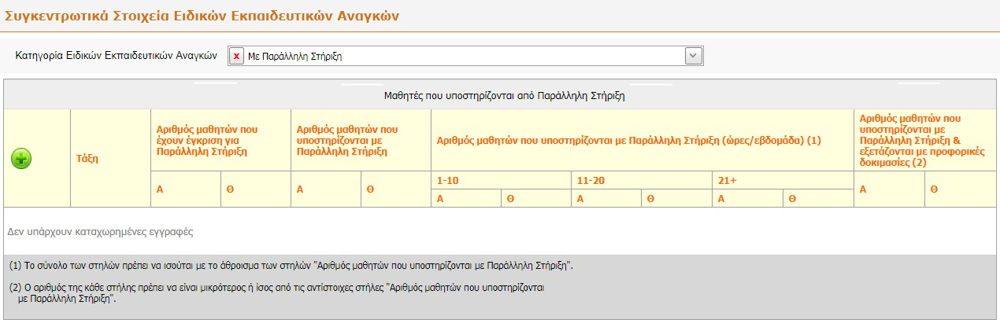 Συγκεντρωτικά Στοιχεία Ειδικών Εκπαιδευτικών Αναγκών
Κατηγορία Ειδικών Εκπαιδευτικών Αναγκών
x Με Παράλληλη Στήριξη
Μαθητές που υποστηρίζονται από Παράλληλη Στήριξη
Τάξη
Αριθμός μαθητών που
έχουν έγκριση για
Παράλληλη Στήριξη
Αριθμός μαθητών που
υποστηρίζονται με
Παράλληλη Στήριξη
Αριθμός μαθητών που υποστηρίζονται με Παράλληλη Στήριξη (ώρες/εβδομάδα) (1)
Αριθμός μαθητών που
υποστηρίζονται με
Παράλληλη Στήριξη &
εξετάζονται με προφορικές
δοκιμασίες (2)
Α Θ Α Θ
1-10 11-20 21+
Α Θ Α Θ Α Θ
Α Θ
Δεν υπάρχουν καταχωρημένες εγγραφές
(1) Το σύνολο των στηλών πρέπει να ισούται με το άθροισμα των στηλών "Αριθμός μαθητών που υποστηρίζονται με Παράλληλη Στήριξη".
(2) Ο αριθμός της κάθε στήλης πρέπει να είναι μικρότερος ή ίσος από τις αντίστοιχες στήλες "Αριθμός μαθητών που υποστηρίζονται
με Παράλληλη Στήριξη".